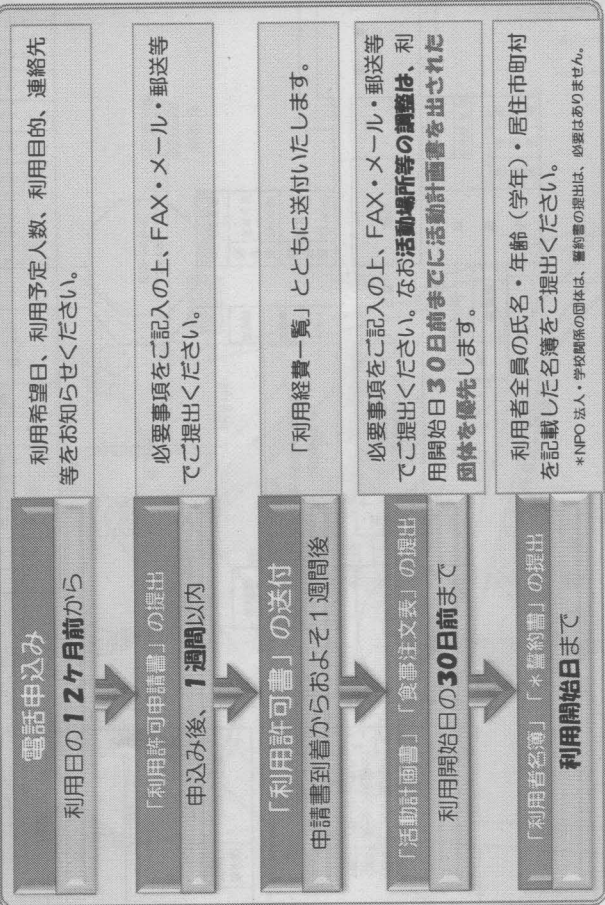 電話申込み
利用日の12ケ月前から
利用希望日、利用予定人数、利用目的、連絡先
等をお知らせください。
「利用許可申請書」の提出
申込み後、1週間以内
必要事項をご記入の上、FAX・メール・郵送等
でご提出ください。
「利用許可書」の送付
申請書到着からおよそ1週間後
「利用経費一覧」とともに送付いたします。
「活動計画書」「食事注文表」の提出
利用開始日の30日前まで
必要事項をご記入の上、FAX・メール・郵送等
でご提出ください。なお活動場所等の調整は、利
用開始日30日前までに活動計画書を出された
団体を優先します。
「利用者名簿」「*誓約書」の提出
利用開始日まで
利用者全員の氏名・年齢（学年）・居住市町村
を記載した名簿をご提出ください。
*NPO法人・学校関係の団体は、誓約書の提出は、必要はありません。